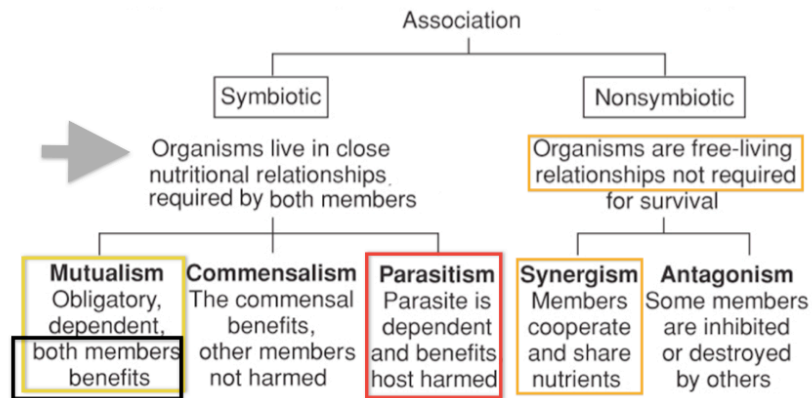 Association
Symbiotic
Nonsymbiotic
Organisms live in close
nutritional relationships
required by both members
Organisms are free-living
relationships not required
for survival
Mutualism
Obligatory,
dependent,
both members
benefits
Commensalism
The commensal
benefits,
other members
not harmed
Parasitism
Parasite is
dependent
and benefits
host harmed
Synergism
Members
cooperate
and share
nutrients
Antagonism
Some members
are inhibited
or destroyed
by others